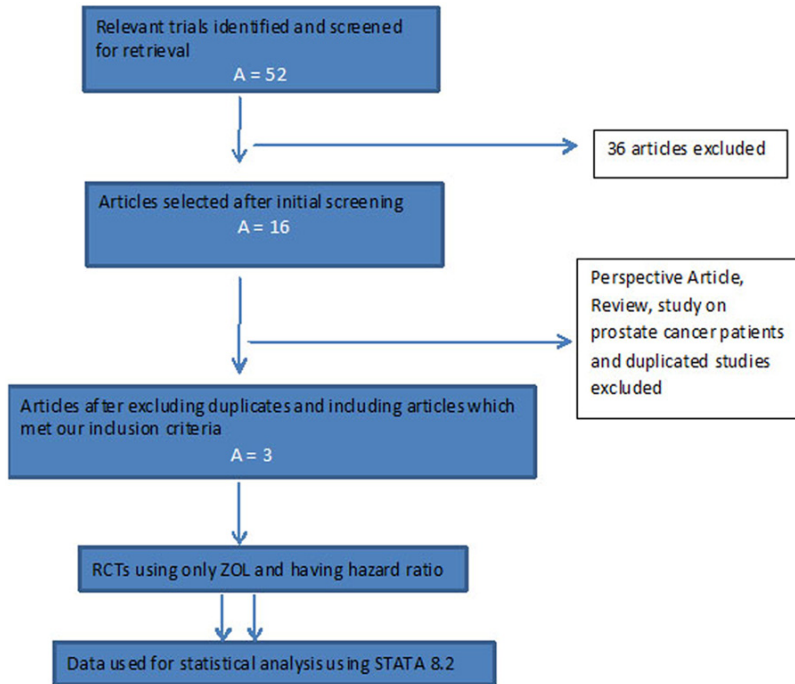 Relevant trials identified and screened
for retrieval
A = 52
36 articles excluded
Articles selected after initial screening
A = 16
Perspective Article,
Review, study on
prostate cancer patients
and duplicated studies
excluded
Articles after excluding duplicates and including articles which
met our inclusion criteria
A = 3
RCTs using only ZOL and having hazard ratio
Data used for statistical analysis using STATA 8.2